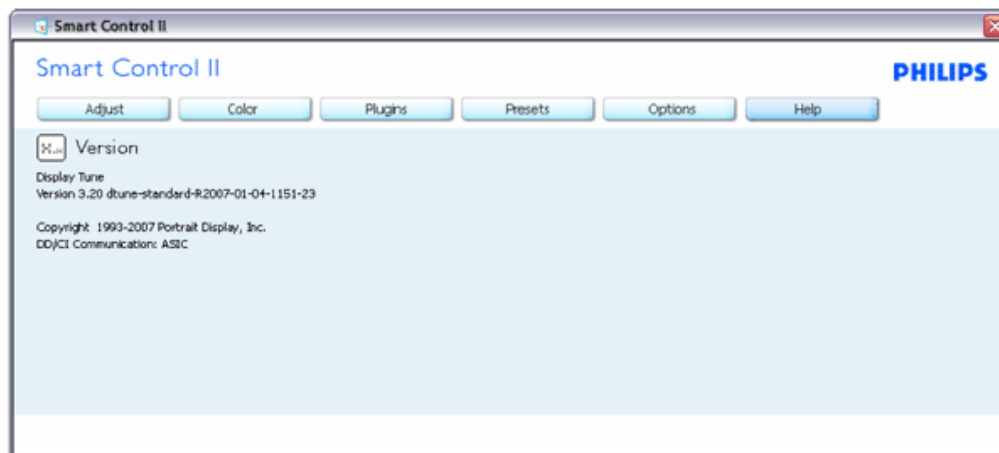 Smart Control II
Smart Control II
PHILIPS
Adjust Color Plugins Presets Options Help
Version
Display Tune
Version 3.20 dtune-standard-R2007-01-04-1151-23
Copyright 1993-2007 Portrait Display, Inc.
DD/CI Communication: ASIC